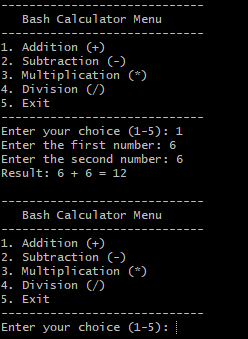 -----------------------------
   Bash Calculator Menu
-----------------------------
1. Addition (+)
2. Subtraction (-)
3. Multiplication (*)
4. Division (/)
5. Exit
-----------------------------
Enter your choice (1-5): 1
Enter the first number: 6
Enter the second number: 6
Result: 6 + 6 = 12

-----------------------------
   Bash Calculator Menu
-----------------------------
1. Addition (+)
2. Subtraction (-)
3. Multiplication (*)
4. Division (/)
5. Exit
-----------------------------
Enter your choice (1-5):